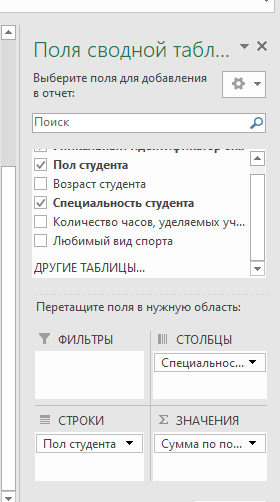 Поля сводной табл...
Выберите поля для добавления
в отчет:
Поиск
Пол студента
Возраст студента
Специальность студента
Количество часов, уделяемых уч...
Любимый вид спорта
ДРУГИЕ ТАБЛИЦЫ...
Перетащите поля в нужную область:
ФИЛЬТРЫ
СТОЛБЦЫ
Специальнос...
СТРОКИ
Σ ЗНАЧЕНИЯ
Пол студента
Сумма по по...